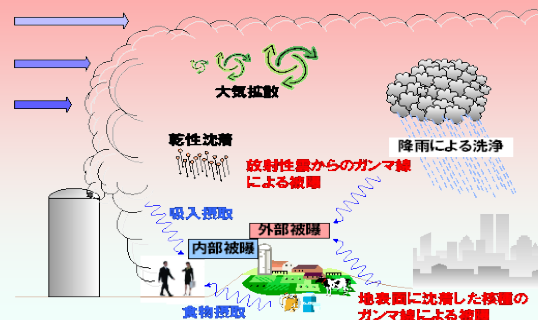 大気拡散
乾性沈着
降雨による洗浄
放射性雲からのガンマ線
による被曝
吸入摂取
外部被曝
内部被曝
食物摂取
地表面に沈着した核種の
ガンマ線による被曝